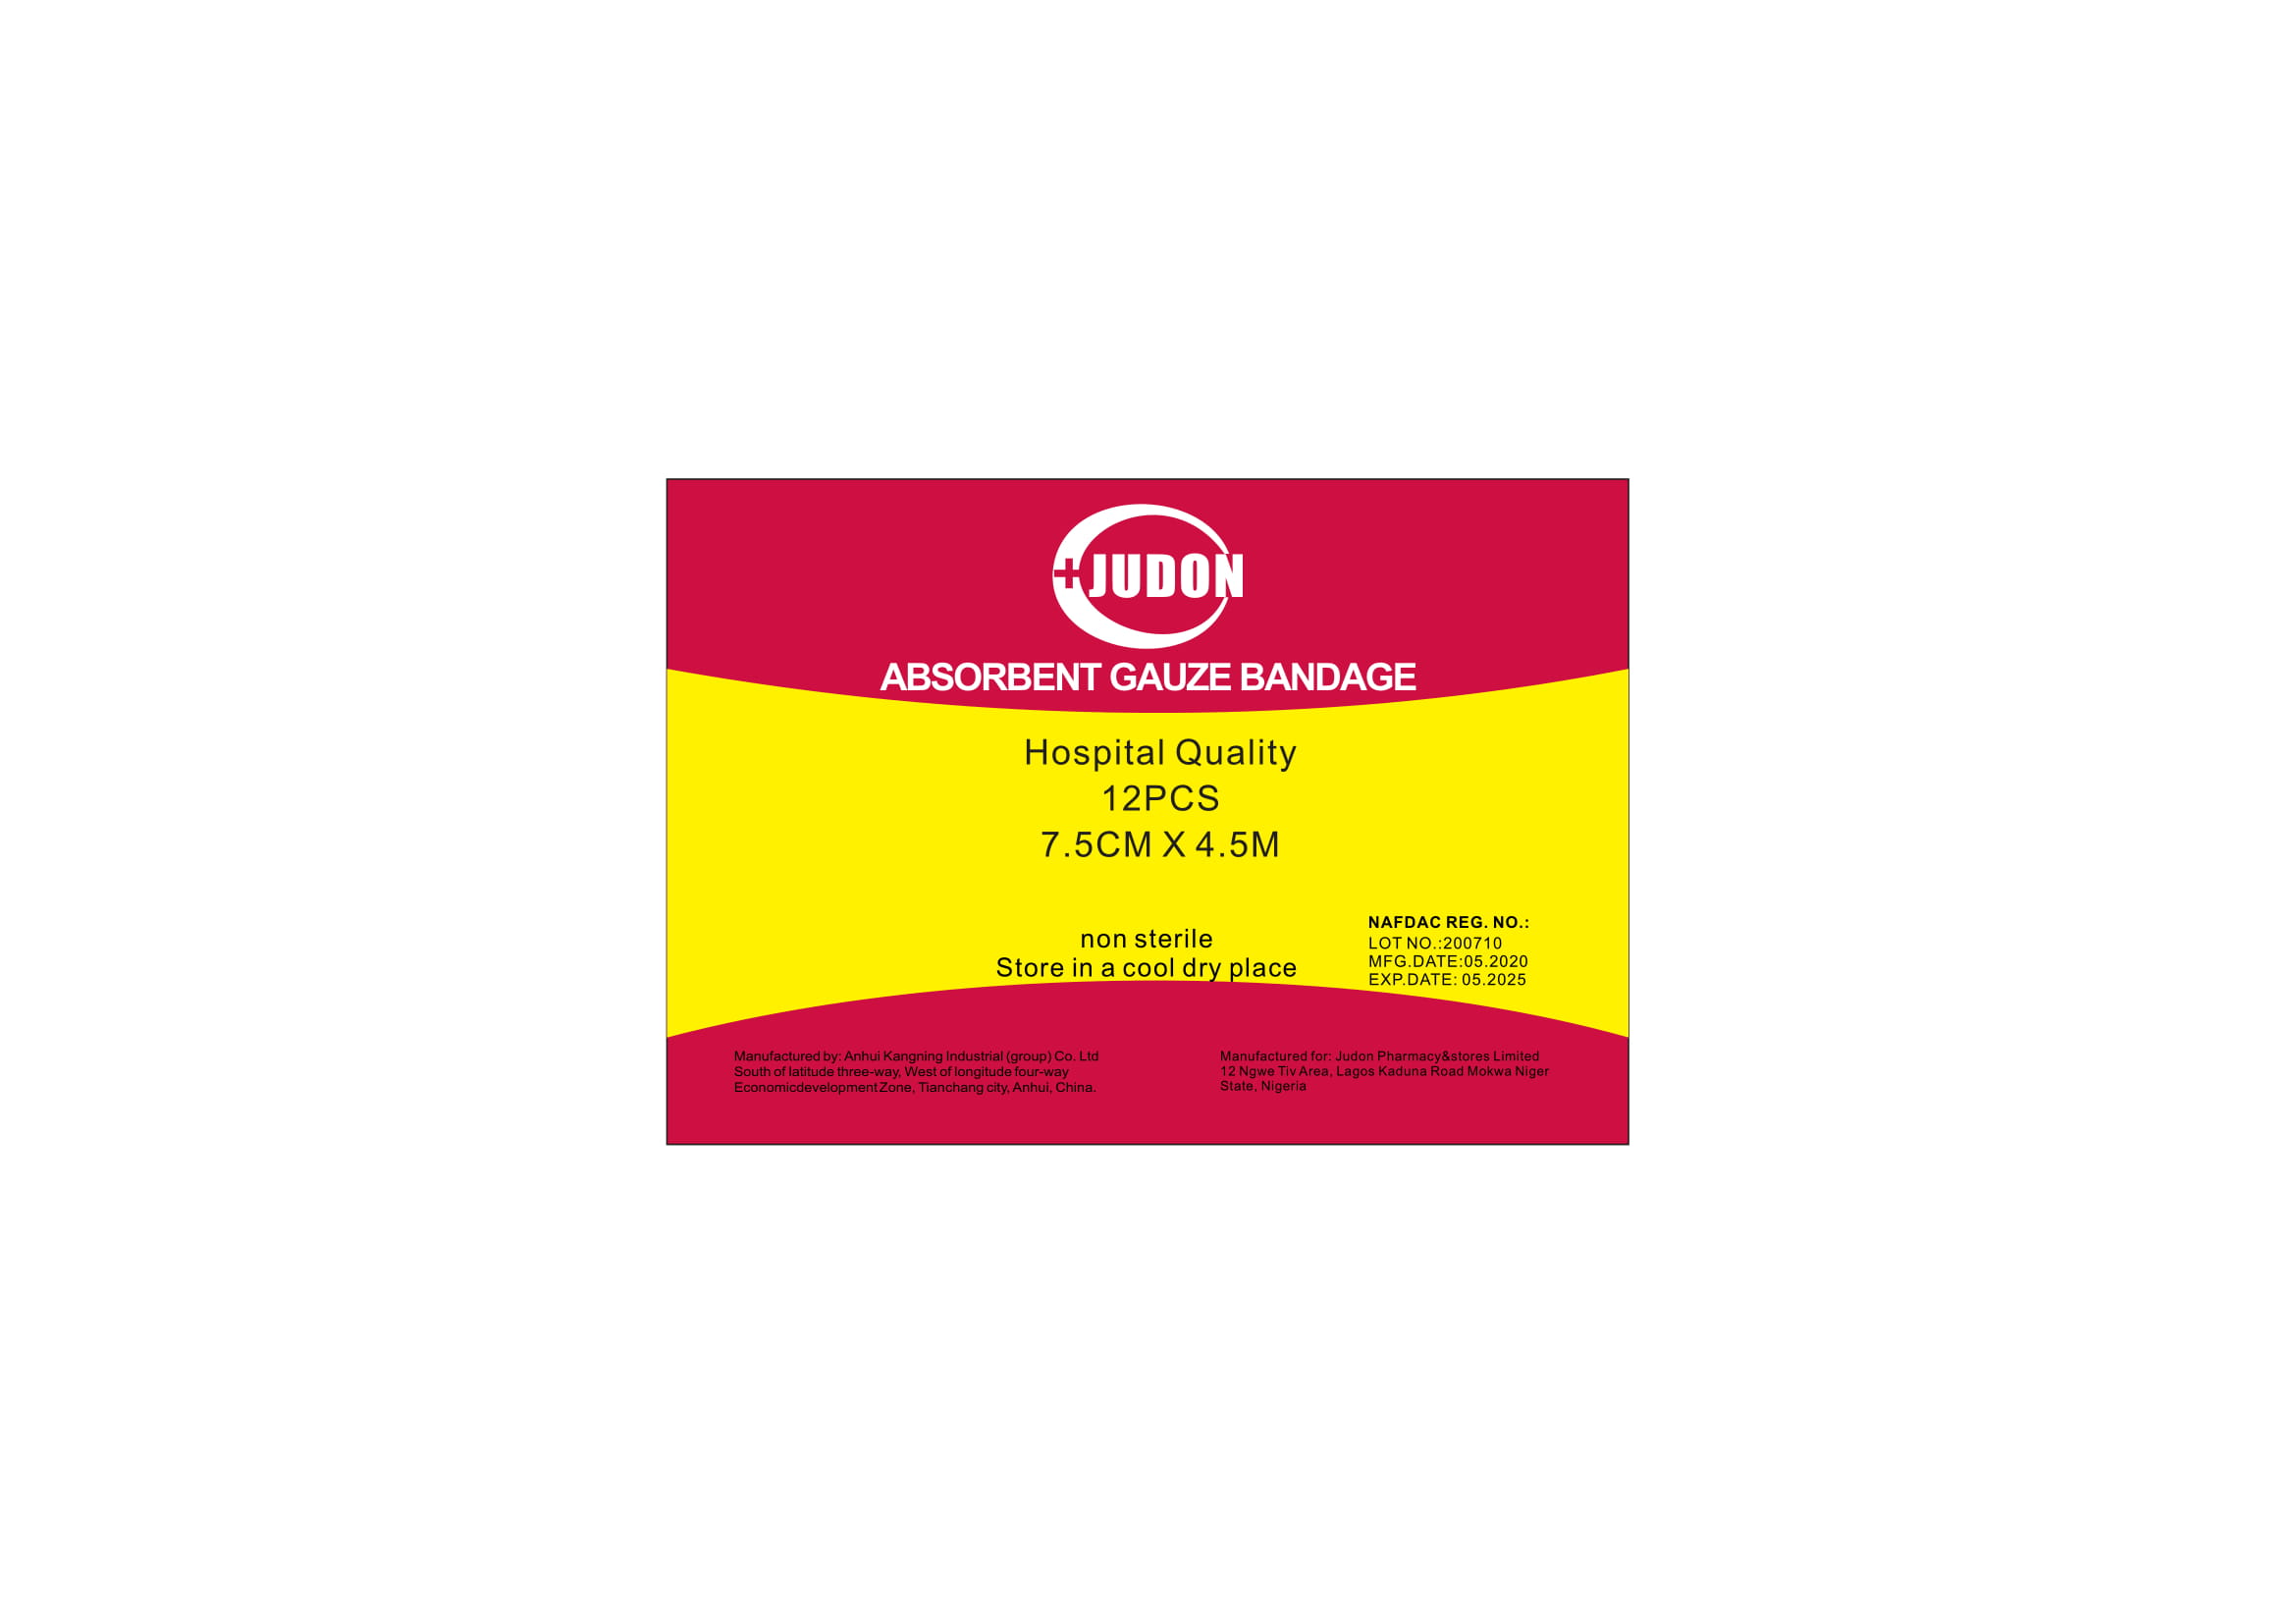 JUDON
ABSORBENT GAUZE BANDAGE
Hospital Quality
12PCS
7.5CM X 4.5M
non sterile
Store in a cool dry place
NAFDAC REG. NO.:
LOT NO.:200710
MFG.DATE:05.2020
EXP.DATE: 05.2025
Manufactured by: Anhui Kangning Industrial (group) Co. Ltd
South of latitude three-way, West of longitude four-way
Economicdevelopment Zone, Tianchang city, Anhui, China.
Manufactured for: Judon Pharmacy&stores Limited
12 Ngwe Tiv Area, Lagos Kaduna Road Mokwa Niger
State, Nigeria